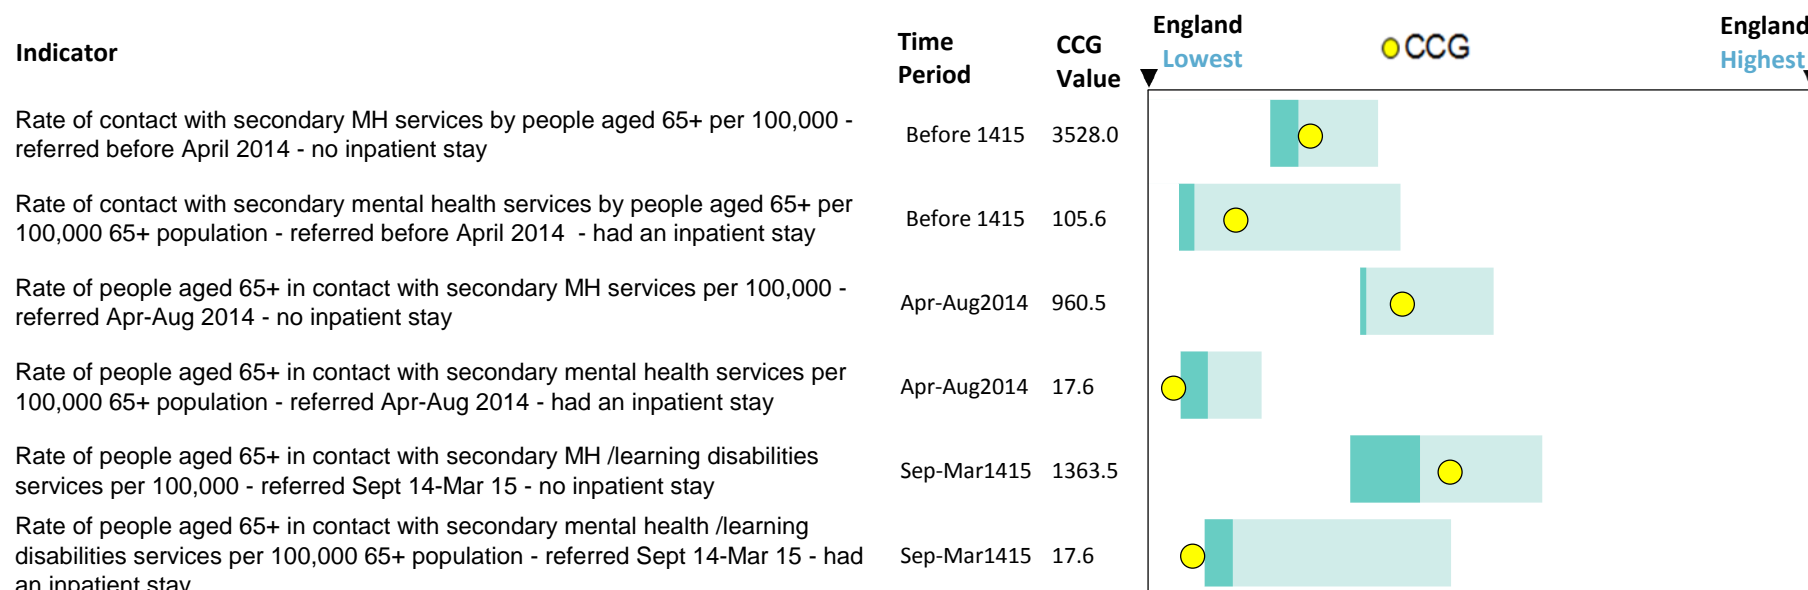 Indicator
Time Period
CCG Value
England Lowest
CCG
England Highest
Rate of contact with secondary MH services by people aged 65+ per 100,000 -
referred before April 2014 - no inpatient stay
Before 1415 3528.0
Rate of contact with secondary mental health services by people aged 65+ per
100,000 65+ population - referred before April 2014 - had an inpatient stay
Before 1415 105.6
Rate of people aged 65+ in contact with secondary MH services per 100,000 -
referred Apr-Aug 2014 - no inpatient stay
Apr-Aug2014 960.5
Rate of people aged 65+ in contact with secondary mental health services per
100,000 65+ population - referred Apr-Aug 2014 - had an inpatient stay
Apr-Aug2014 17.6
Rate of people aged 65+ in contact with secondary MH /learning disabilities
services per 100,000 - referred Sept 14-Mar 15 - no inpatient stay
Sep-Mar1415 1363.5
Rate of people aged 65+ in contact with secondary mental health /learning
disabilities services per 100,000 65+ population - referred Sept 14-Mar 15 - had
an inpatient stay
Sep-Mar1415 17.6